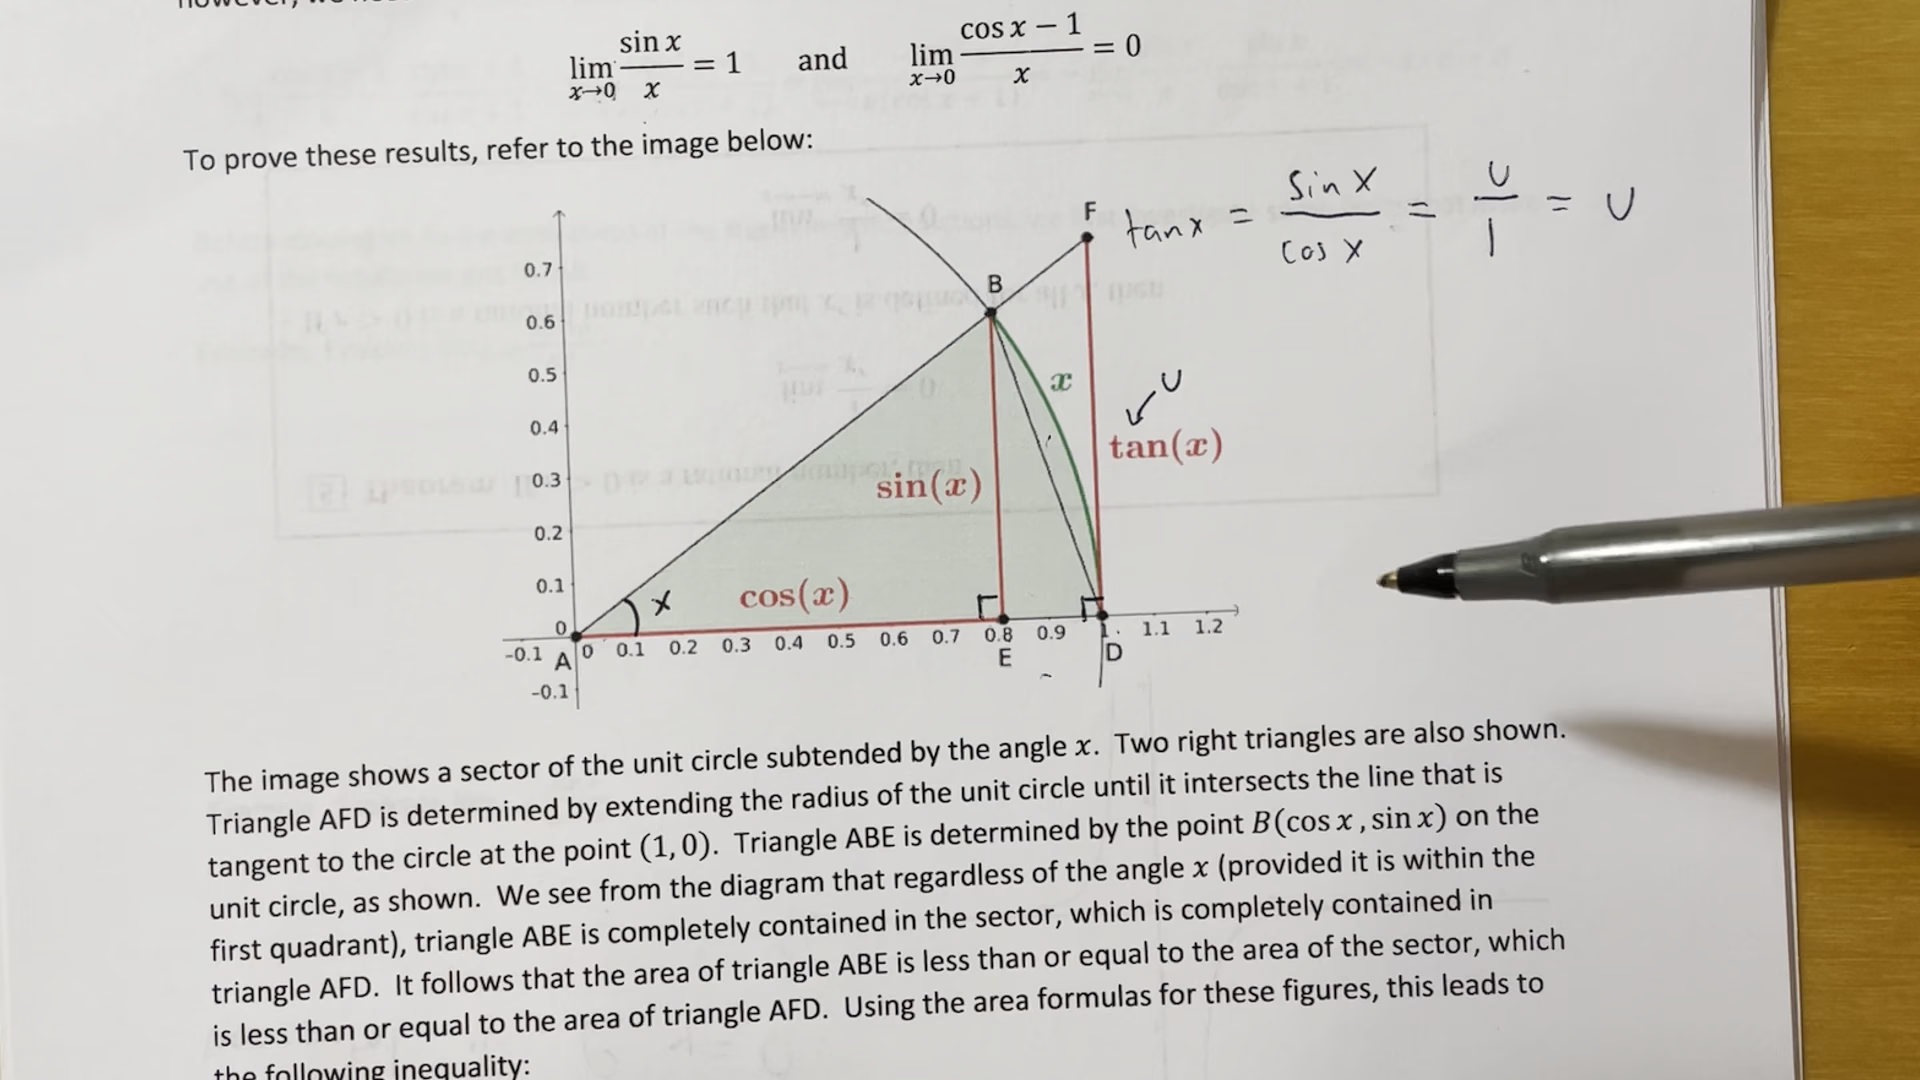 lim x→0 sin x / x = 1 and lim x→0 cos x − 1 / x = 0
To prove these results, refer to the image below:
F
tan x = sin x / cos x = U / 1 = U
B
0.7
0.6
0.5
0.4
0.3
0.2
0.1
0
-0.1
x
U
tan(x)
sin(x)
cos(x)
x
-0.1 A 0 0.1 0.2 0.3 0.4 0.5 0.6 0.7 0.8 0.9 1 1.1 1.2
E D
The image shows a sector of the unit circle subtended by the angle x. Two right triangles are also shown.
Triangle AFD is determined by extending the radius of the unit circle until it intersects the line that is
tangent to the circle at the point (1, 0). Triangle ABE is determined by the point B(cos x , sin x) on the
unit circle, as shown. We see from the diagram that regardless of the angle x (provided it is within the
first quadrant), triangle ABE is completely contained in the sector, which is completely contained in
triangle AFD. It follows that the area of triangle ABE is less than or equal to the area of the sector, which
is less than or equal to the area of triangle AFD. Using the area formulas for these figures, this leads to
the following inequality: